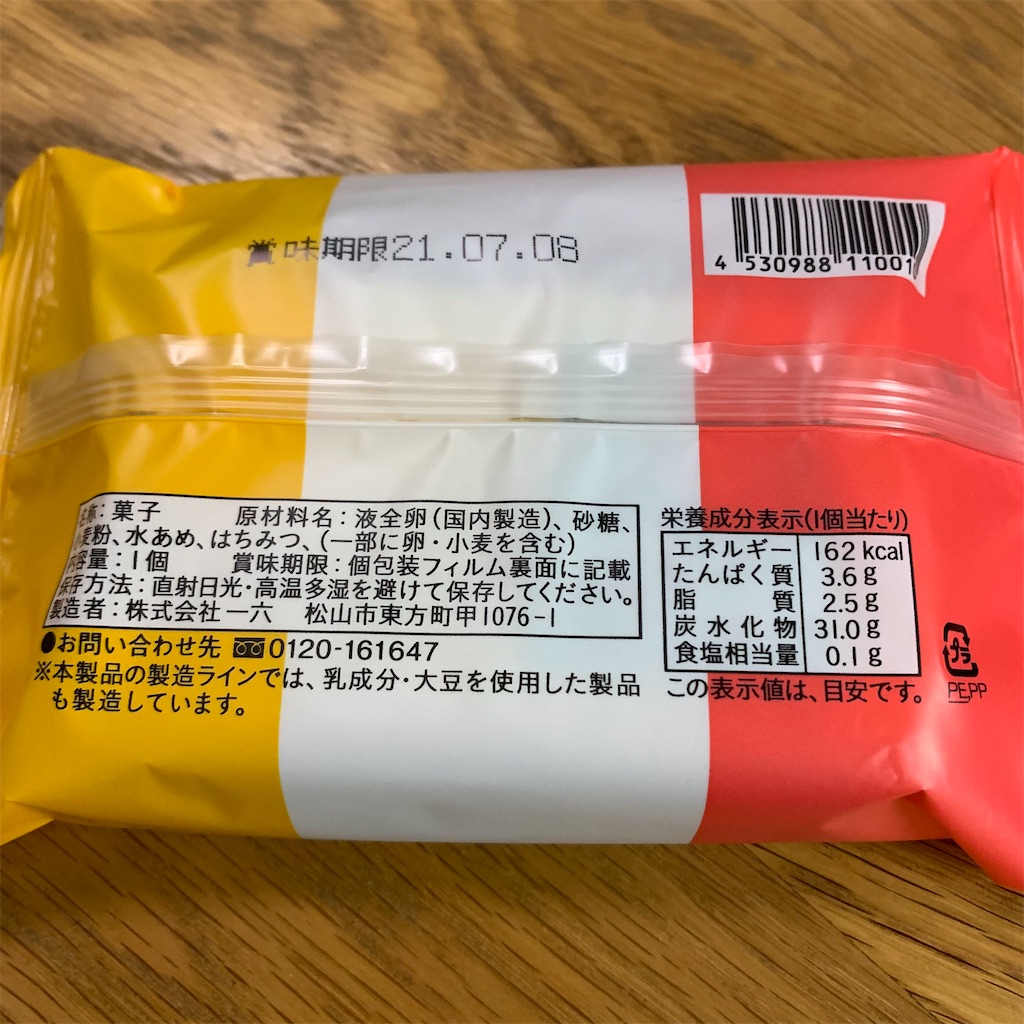 賞味期限21.07.08
4 530988 11001
名称:菓子 原材料名:液全卵(国内製造)、砂糖、
小麦粉、水あめ、はちみつ、(一部に卵・小麦を含む)
内容量:1個 賞味期限:個包装フィルム裏面に記載
保存方法:直射日光・高温多湿を避けて保存してください。
製造者:株式会社一六 松山市東方町甲1076-1
●お問い合わせ先 0120-161647
※本製品の製造ラインでは、乳成分・大豆を使用した製品
も製造しています。
栄養成分表示(1個当たり)
エネルギー 162 kcal
たんぱく質 3.6 g
脂質 2.5 g
炭水化物 31.0 g
食塩相当量 0.1 g
この表示値は、目安です。
プラ
PE,PP